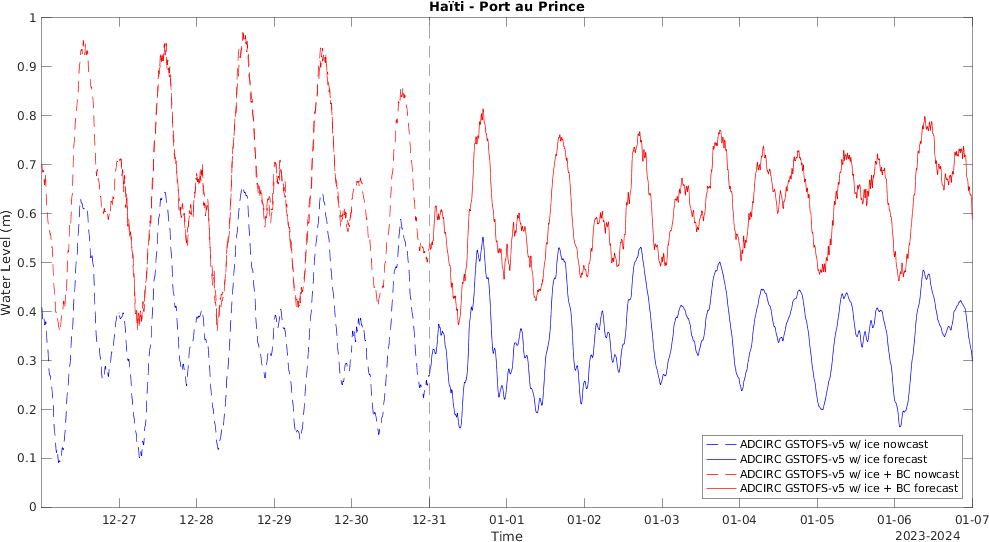 Haïti - Port au Prince
Water Level (m)
1
0.9
0.8
0.7
0.6
0.5
0.4
0.3
0.2
0.1
0
ADCIRC GSTOFS-v5 w/ ice nowcast
ADCIRC GSTOFS-v5 w/ ice forecast
ADCIRC GSTOFS-v5 w/ ice + BC nowcast
ADCIRC GSTOFS-v5 w/ ice + BC forecast
12-27 12-28 12-29 12-30 12-31 01-01 01-02 01-03 01-04 01-05 01-06 01-07
Time
2023-2024